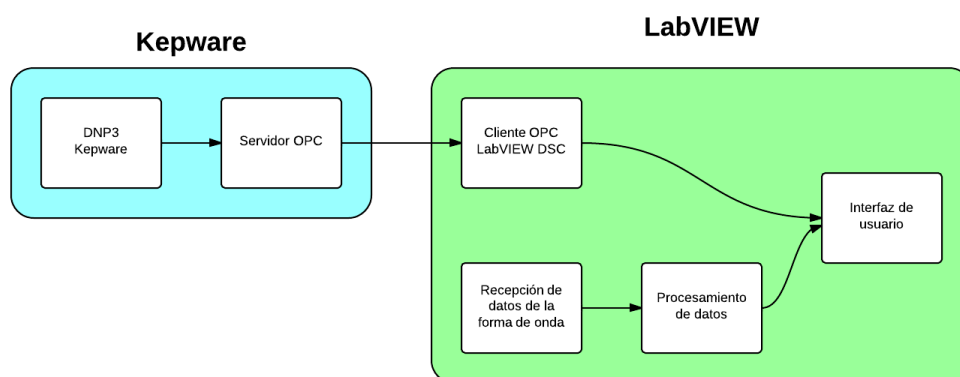 Kepware
LabVIEW
DNP3
Kepware
Servidor OPC
Cliente OPC
LabVIEW DSC
Interfaz de
usuario
Recepción de
datos de la
forma de onda
Procesamiento
de datos